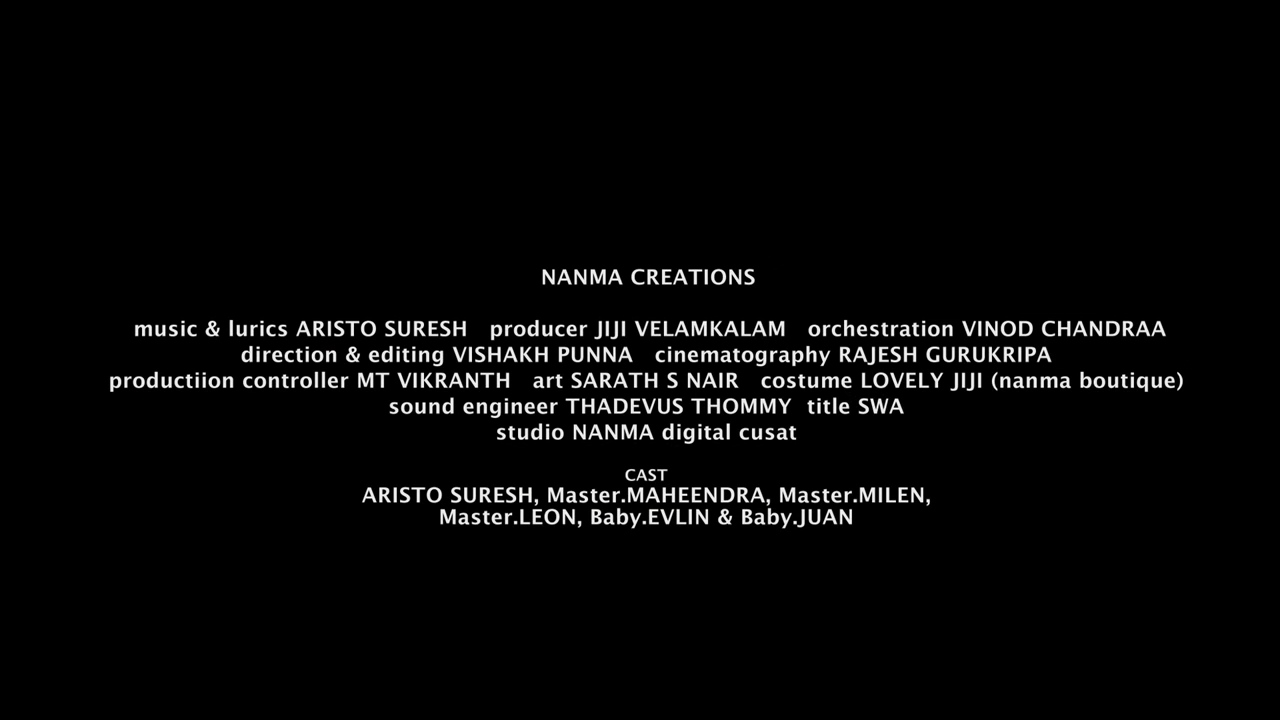 NANMA CREATIONS
music & lurics ARISTO SURESH producer JIJI VELAMKALAM orchestration VINOD CHANDRAA
direction & editing VISHAKH PUNNA cinematography RAJESH GURUKRIPA
productiion controller MT VIKRANTH art SARATH S NAIR costume LOVELY JIJI (nanma boutique)
sound engineer THADEVUS THOMMY title SWA
studio NANMA digital cusat
CAST
ARISTO SURESH, Master.MAHEENDRA, Master.MILEN,
Master.LEON, Baby.EVLIN & Baby.JUAN